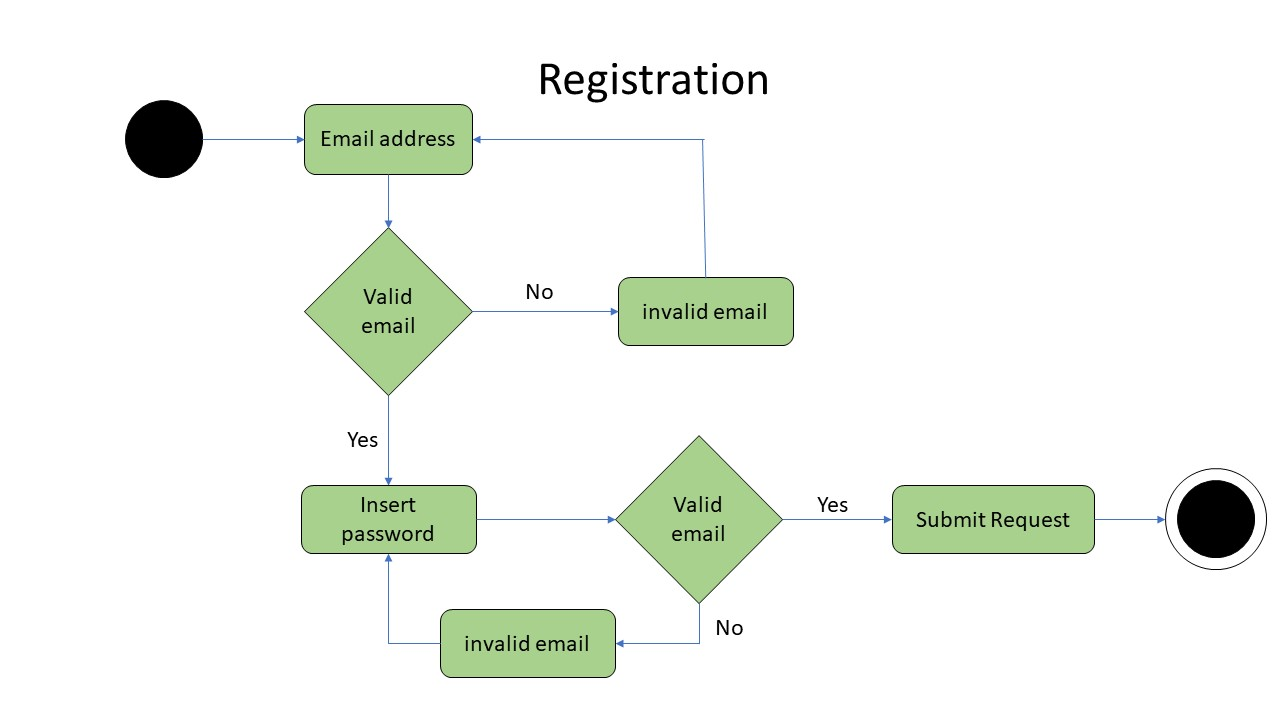 Registration
Email address
Valid
email
No
invalid email
Yes
Insert
password
Valid
email
Yes
Submit Request
No
invalid email